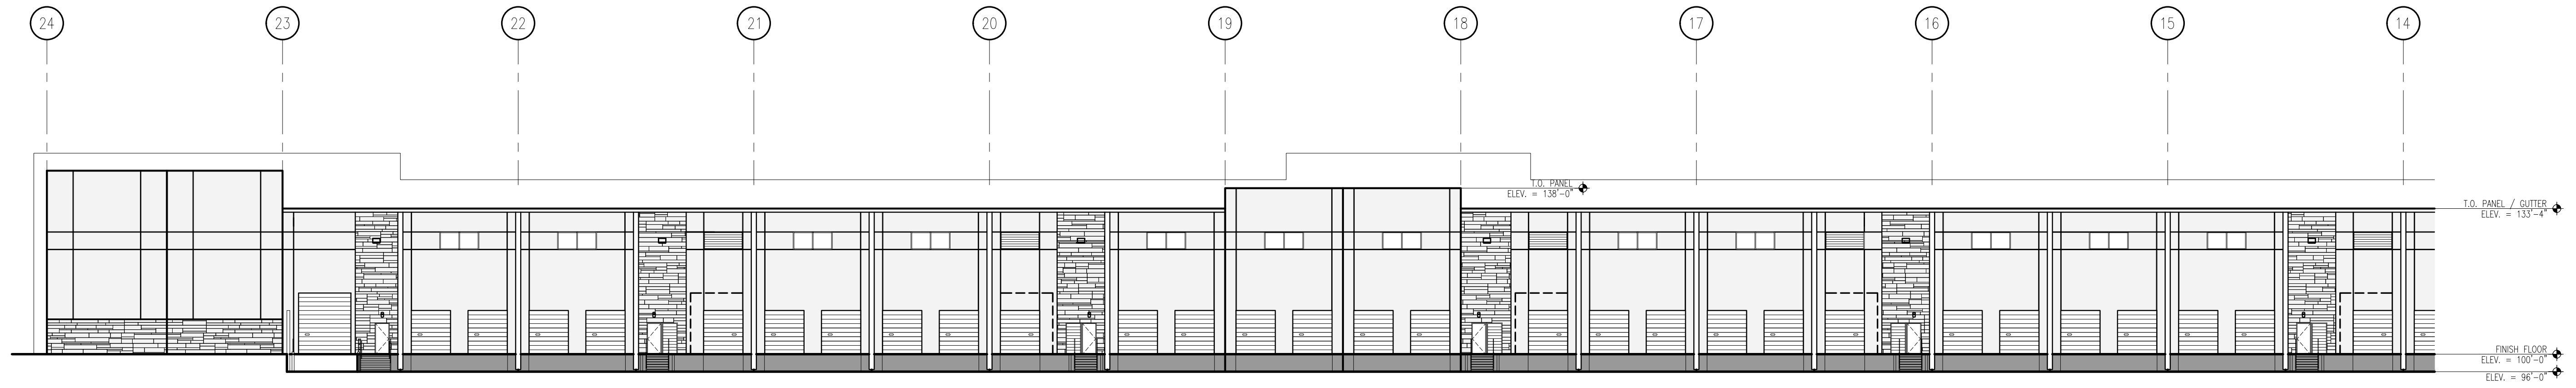 24 23 22 21 20 19 18 17 16 15 14
T.O. PANEL
ELEV. = 138'-0"
T.O. PANEL / GUTTER
ELEV. = 133'-4"
FINISH FLOOR
ELEV. = 100'-0"
ELEV. = 96'-0"